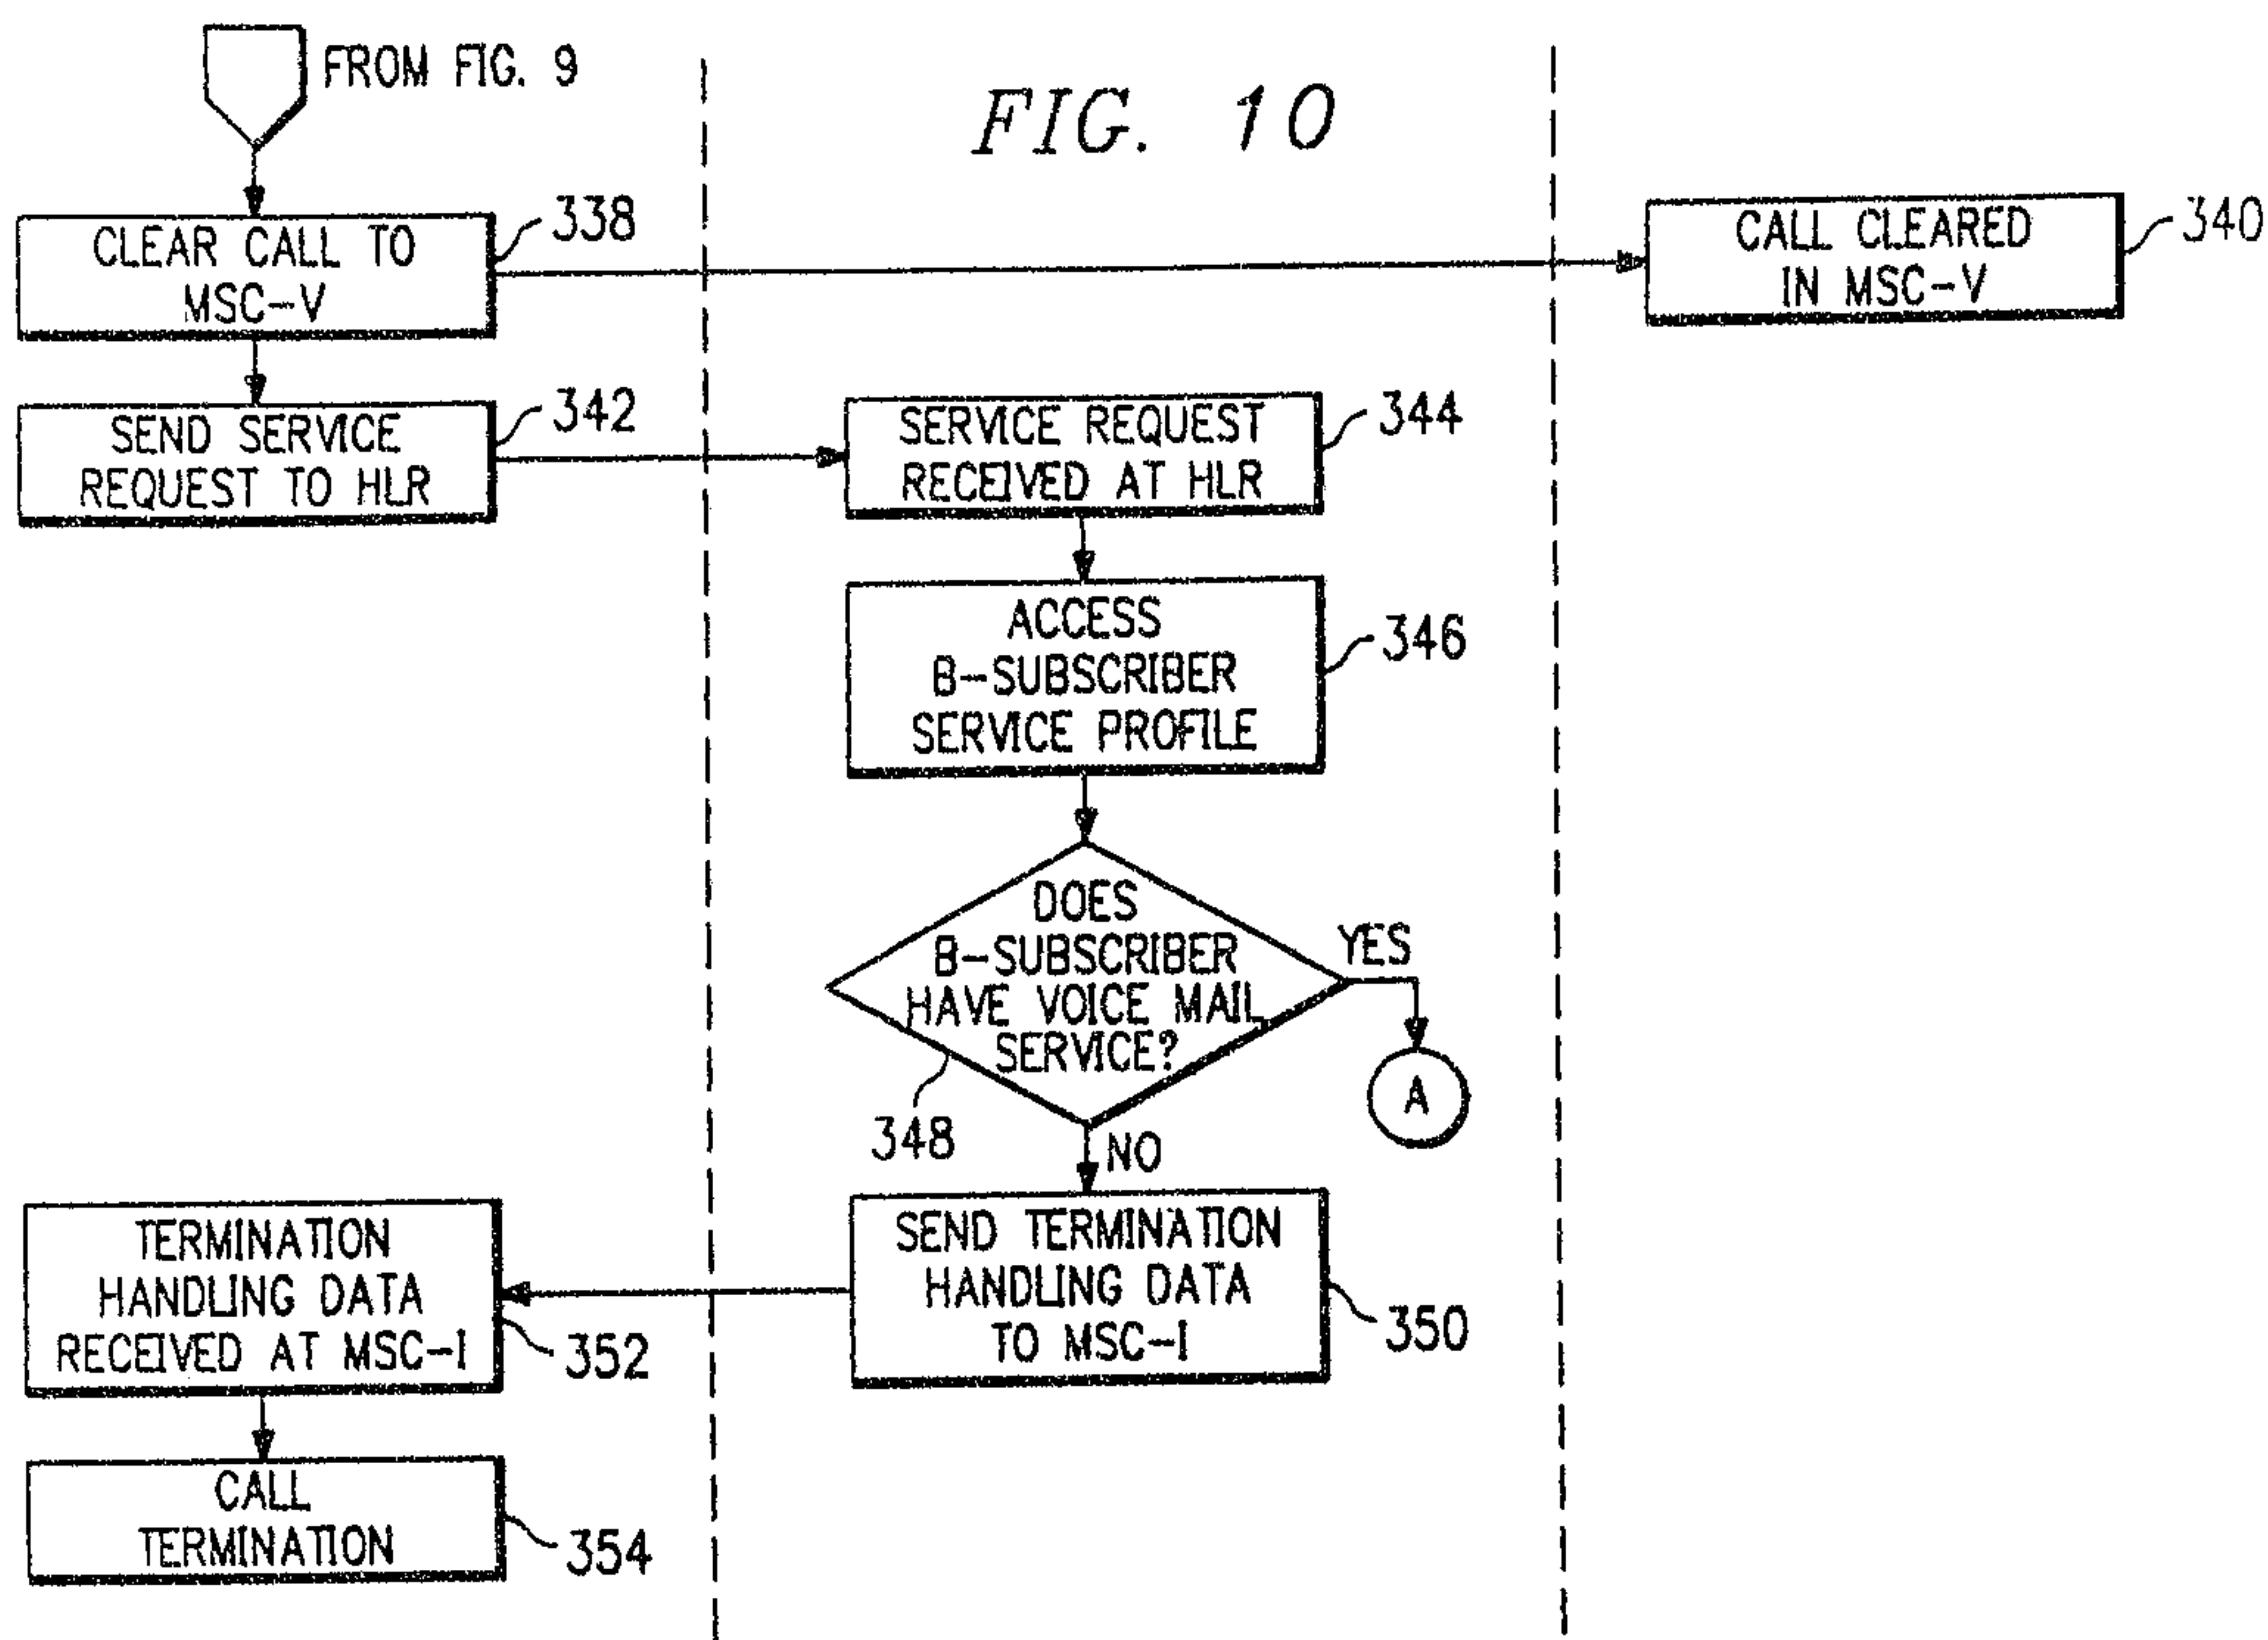 FROM FIG. 9
FIG. 10
CLEAR CALL TO
MSC-V
338
CALL CLEARED
IN MSC-V
340
SEND SERVICE
REQUEST TO HLR
342
SERVICE REQUEST
RECEIVED AT HLR
344
ACCESS
B-SUBSCRIBER
SERVICE PROFILE
346
DOES
B-SUBSCRIBER
HAVE VOICE MAIL
SERVICE?
348
YES
A
NO
SEND TERMINATION
HANDLING DATA
TO MSC-I
350
TERMINATION
HANDLING DATA
RECEIVED AT MSC-I
352
CALL
TERMINATION
354